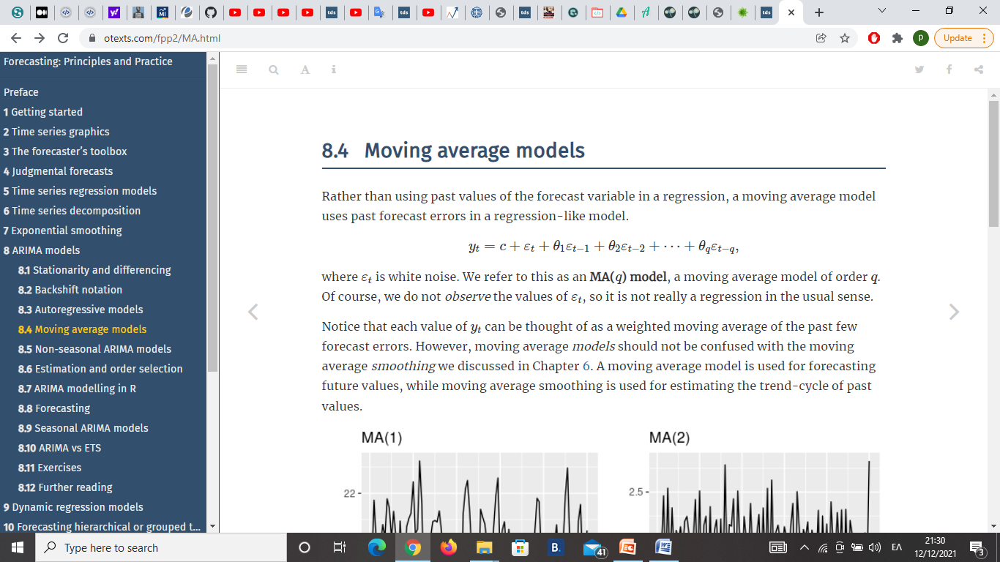 tds
tds
tds
MI
tds
otexts.com/fpp2/MA.html
p
Update
Forecasting: Principles and Practice
Preface
1 Getting started
2 Time series graphics
3 The forecaster's toolbox
4 Judgmental forecasts
5 Time series regression models
6 Time series decomposition
7 Exponential smoothing
8 ARIMA models
8.1 Stationarity and differencing
8.2 Backshift notation
8.3 Autoregressive models
8.4 Moving average models
8.5 Non-seasonal ARIMA models
8.6 Estimation and order selection
8.7 ARIMA modelling in R
8.8 Forecasting
8.9 Seasonal ARIMA models
8.10 ARIMA vs ETS
8.11 Exercises
8.12 Further reading
9 Dynamic regression models
10 Forecasting hierarchical or grouped t...
8.4 Moving average models
Rather than using past values of the forecast variable in a regression, a moving average model
uses past forecast errors in a regression-like model.
yt = c + εt + θ1εt−1 + θ2εt−2 + ⋯ + θqεt−q,
where εt is white noise. We refer to this as an MA(q) model, a moving average model of order q.
Of course, we do not observe the values of εt, so it is not really a regression in the usual sense.
Notice that each value of yt can be thought of as a weighted moving average of the past few
forecast errors. However, moving average models should not be confused with the moving
average smoothing we discussed in Chapter 6. A moving average model is used for forecasting
future values, while moving average smoothing is used for estimating the trend-cycle of past
values.
MA(1)
MA(2)
22
2.5
Type here to search
B.
41
ΕΛ
21:30
12/12/2021
3